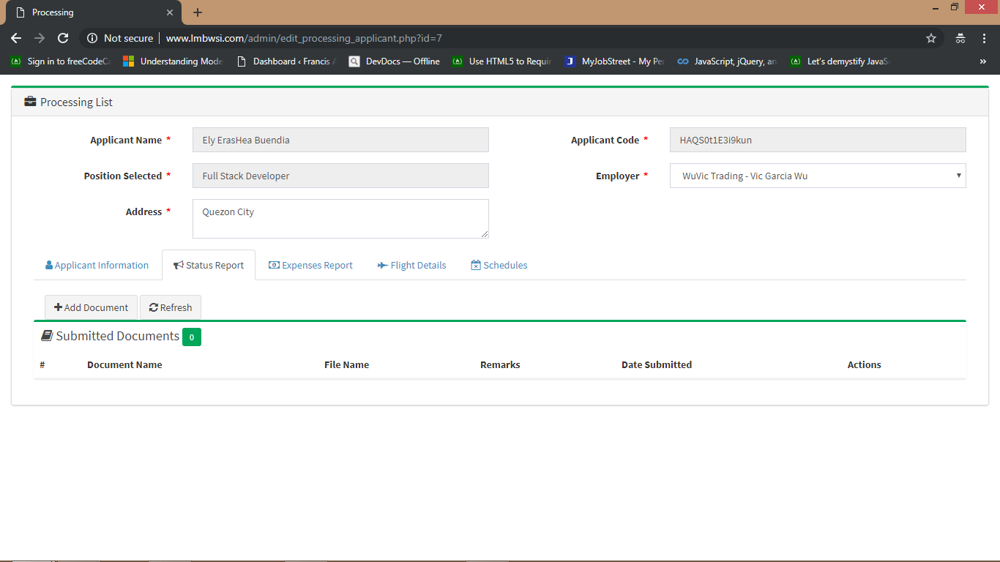 Processing
Not secure | www.lmbwsi.com/admin/edit_processing_applicant.php?id=7
Sign in to freeCodeCa Understanding Mode Dashboard ‹ Francis A DevDocs — Offline Use HTML5 to Requir MyJobStreet - My Per JavaScript, jQuery, an Let's demystify JavaSc »
Processing List
Applicant Name * Ely ErasHea Buendia Applicant Code * HAQS0t1E3i9kun
Position Selected * Full Stack Developer Employer * WuVic Trading - Vic Garcia Wu
Address * Quezon City
Applicant Information Status Report Expenses Report Flight Details Schedules
Add Document Refresh
Submitted Documents 0
# Document Name File Name Remarks Date Submitted Actions